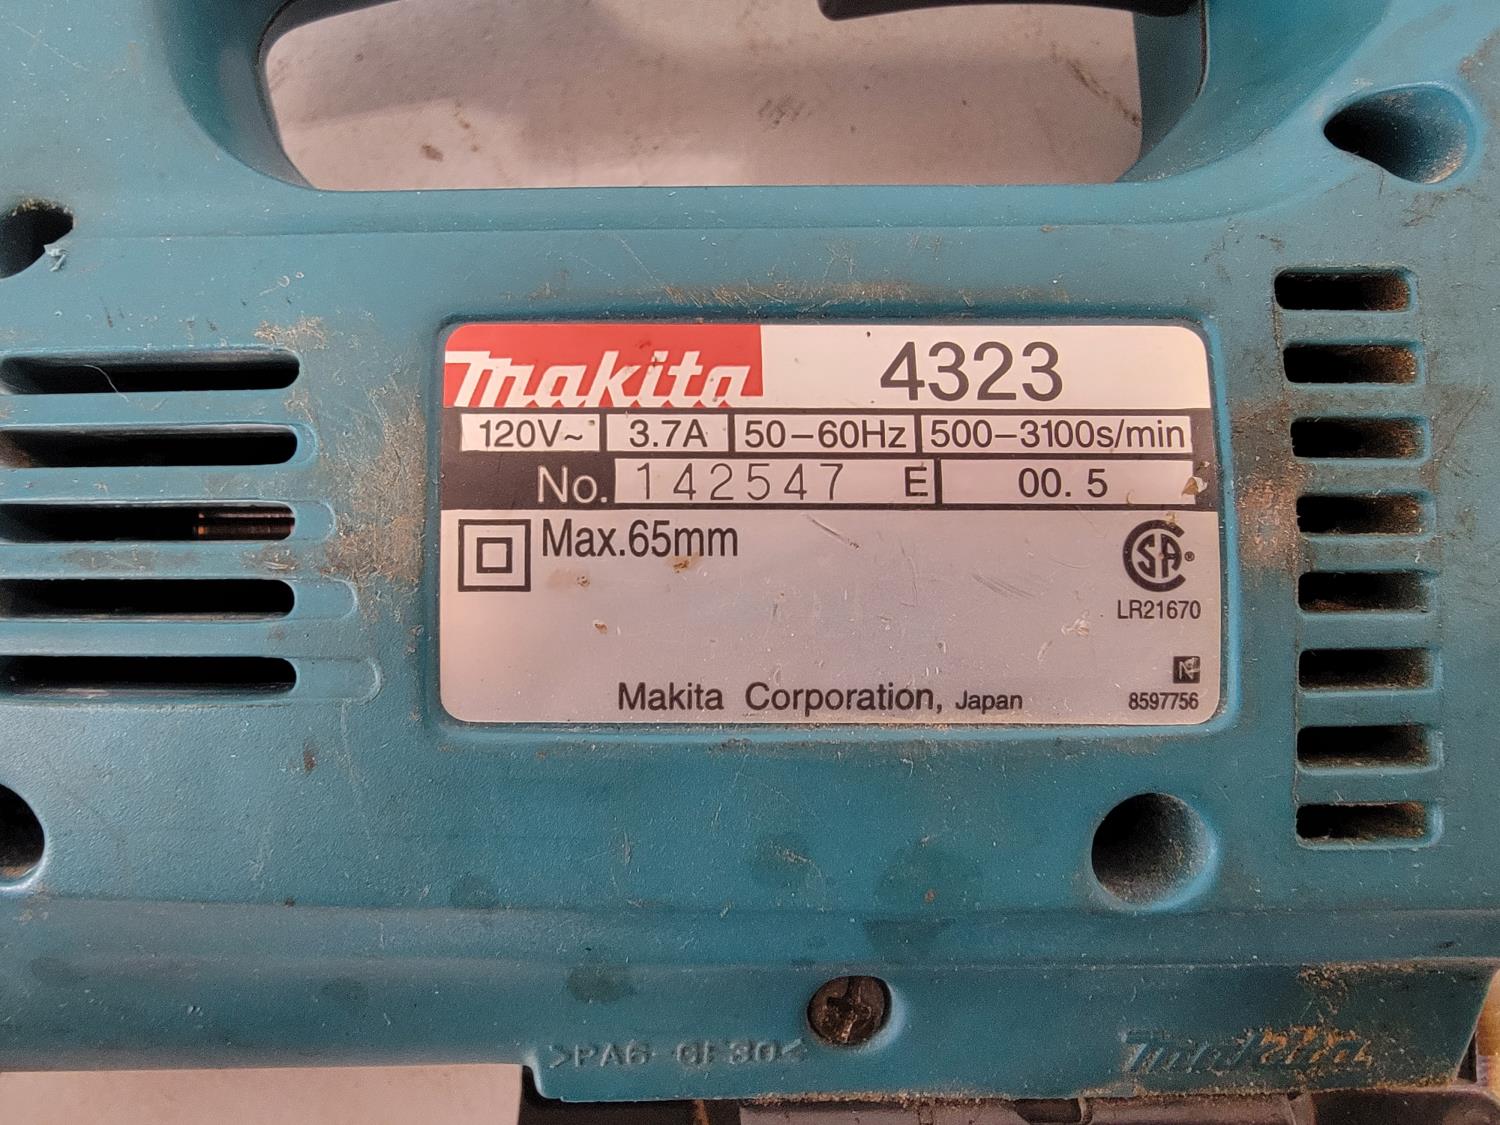 makita 4323
120V~ 3.7A 50–60Hz 500–3100s/min
No. 142547 E 00. 5
Max.65mm
SA®
LR21670
N
Makita Corporation, Japan 8597756
>PA6-GF30<
makita